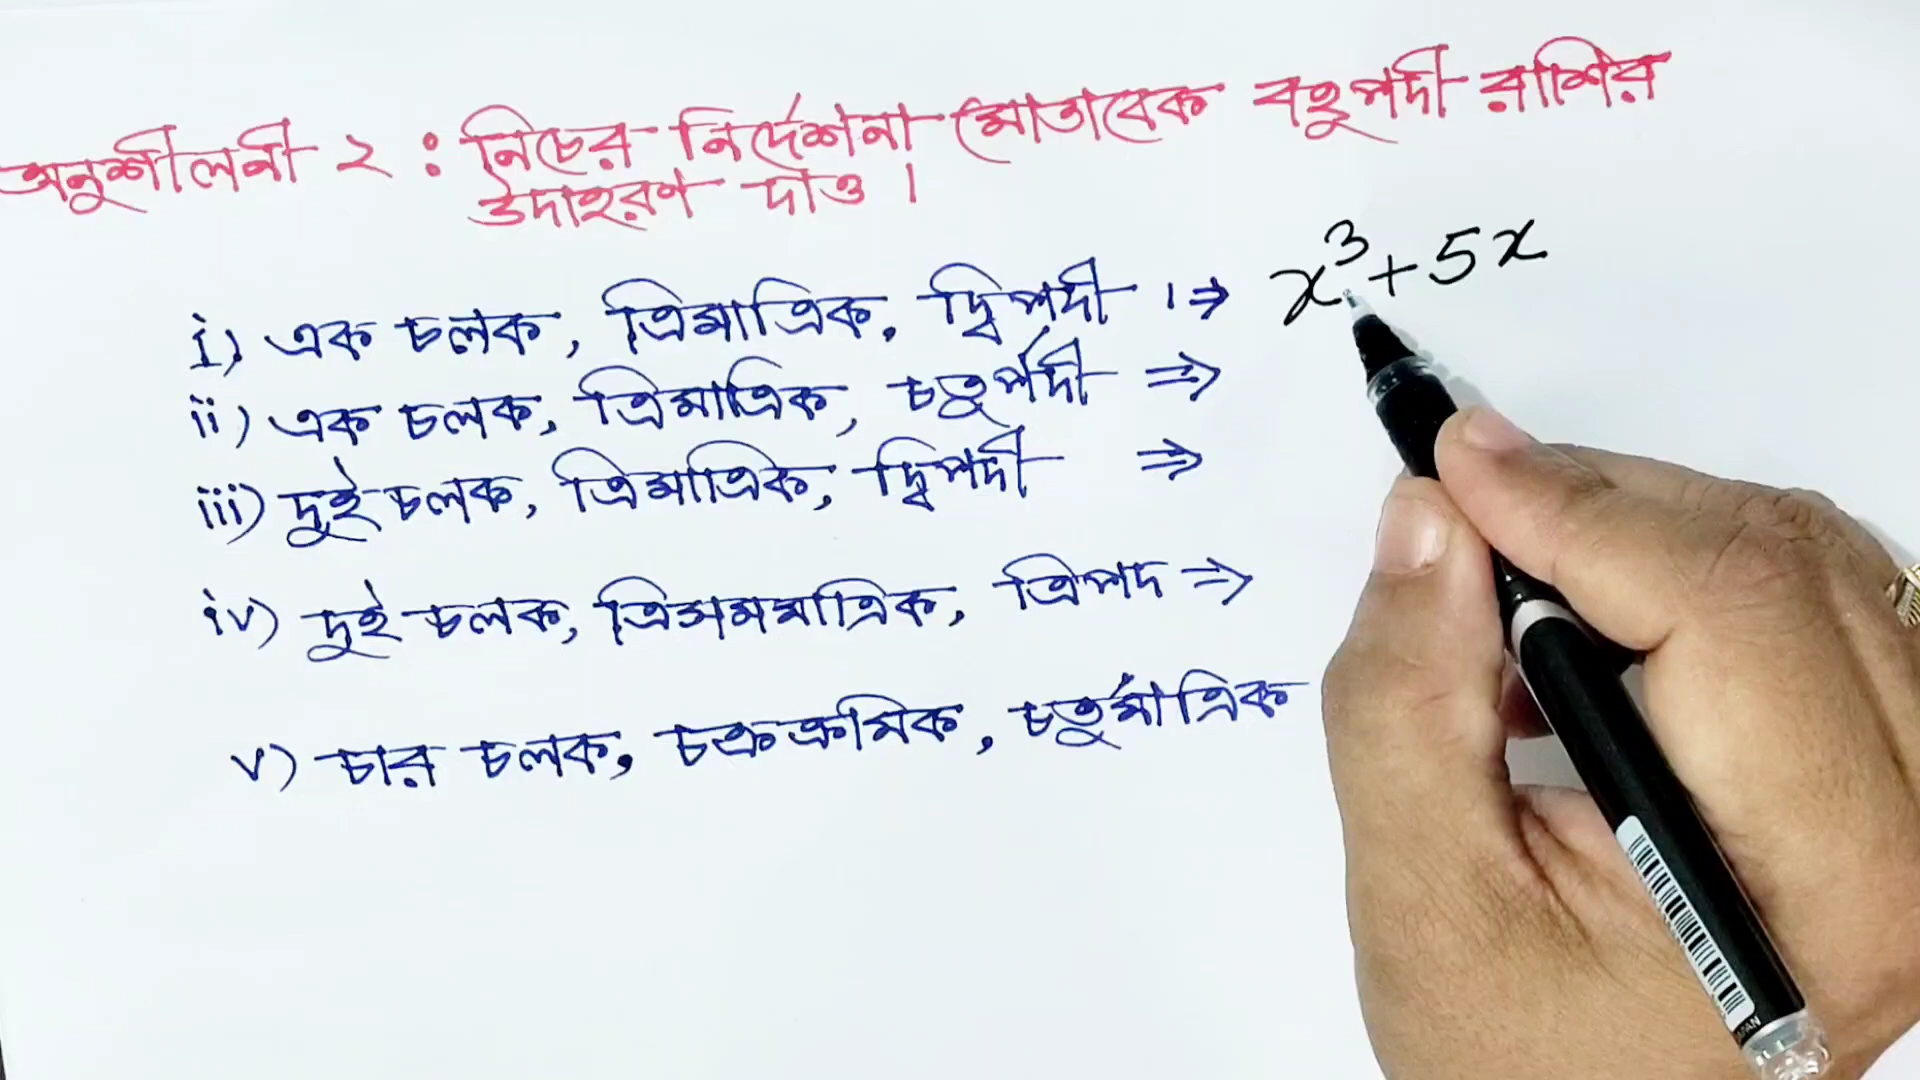 অনুশীলনী ২ : নিচের নির্দেশনা মোতাবেক বহুপদী রাশির
উদাহরণ দাও ।
i) এক চলক, ত্রিমাত্রিক, দ্বিপদী । ⇒ x³ + 5x
ii) এক চলক, ত্রিমাত্রিক, চতুর্পদী ⇒
iii) দুই চলক, ত্রিমাত্রিক, দ্বিপদী ⇒
iv) দুই চলক, ত্রিসমমাত্রিক, ত্রিপদ ⇒
v) চার চলক, চক্রক্রমিক, চতুর্মাত্রিক